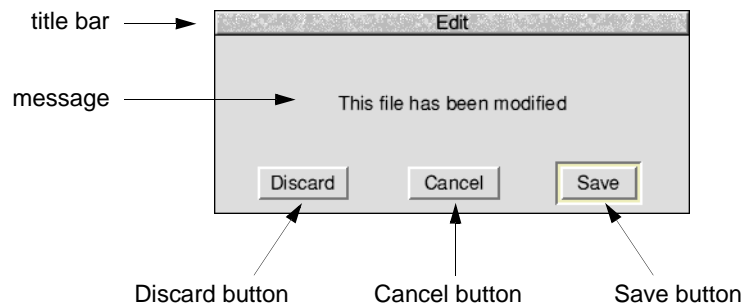 title bar
Edit
message
This file has been modified
Discard
Cancel
Save
Discard button
Cancel button
Save button